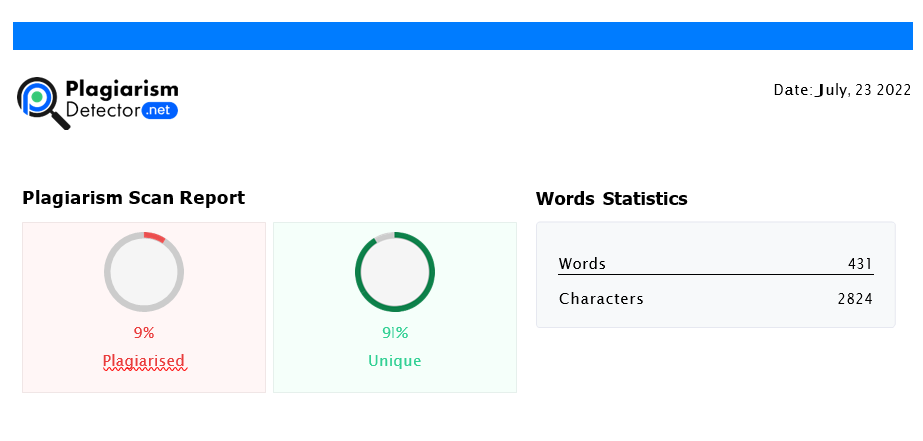 Plagiarism
Detector.net
Date: July, 23 2022
Plagiarism Scan Report
Words Statistics
9%
Plagiarised
91%
Unique
Words 431
Characters 2824